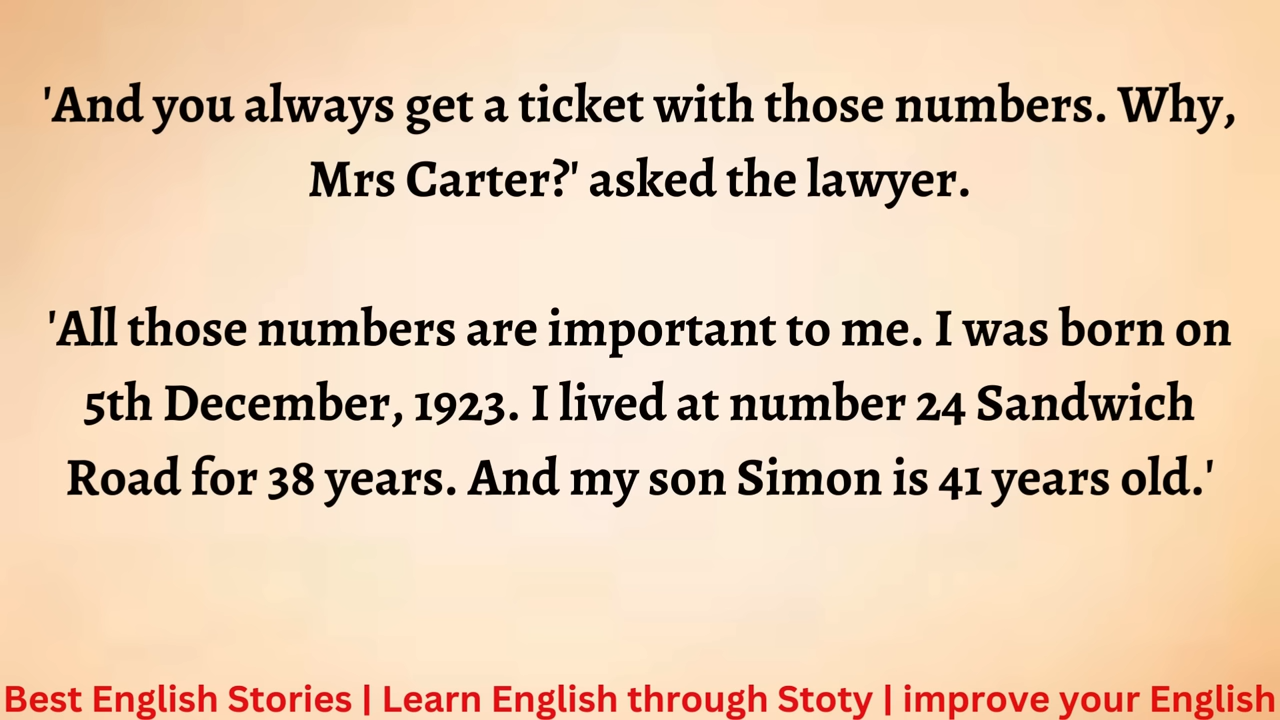 'And you always get a ticket with those numbers. Why,
Mrs Carter?' asked the lawyer.
'All those numbers are important to me. I was born on
5th December, 1923. I lived at number 24 Sandwich
Road for 38 years. And my son Simon is 41 years old.'
Best English Stories | Learn English through Stoty | improve your English